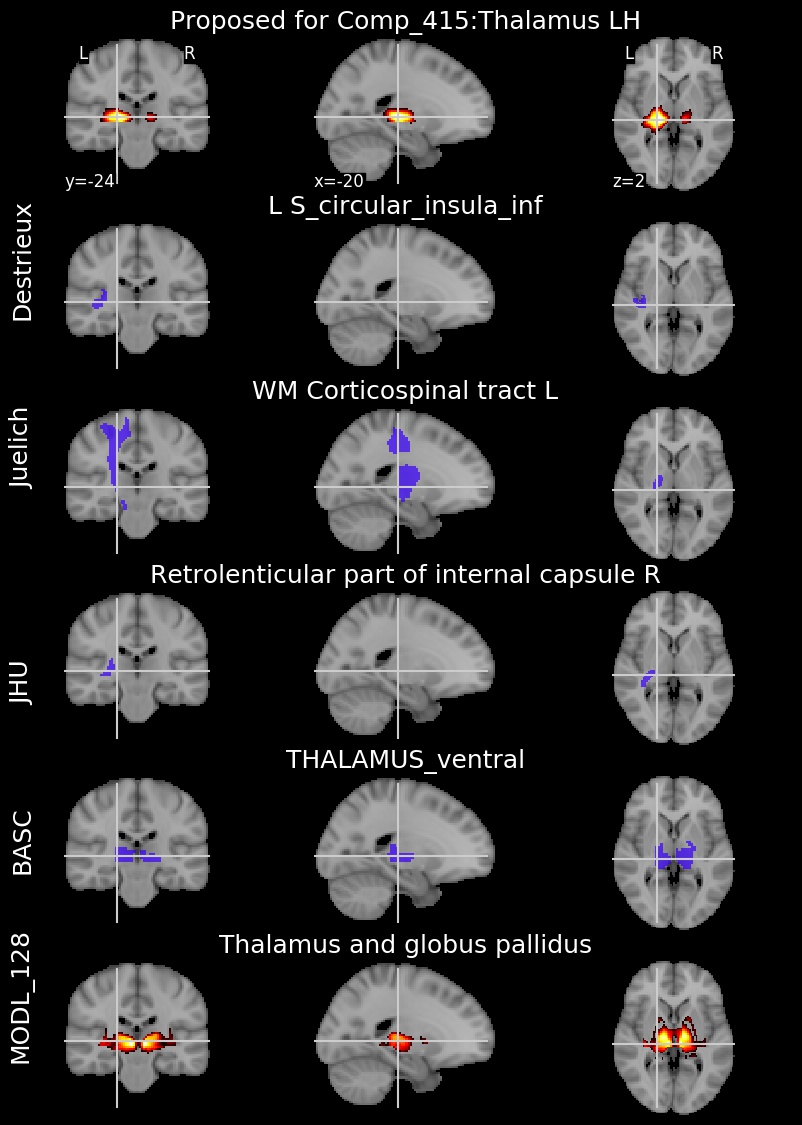 Proposed for Comp_415:Thalamus LH
L R L R
y=-24 x=-20 z=2
Destrieux
L S_circular_insula_inf
Juelich
WM Corticospinal tract L
JHU
Retrolenticular part of internal capsule R
BASC
THALAMUS_ventral
MODL_128
Thalamus and globus pallidus